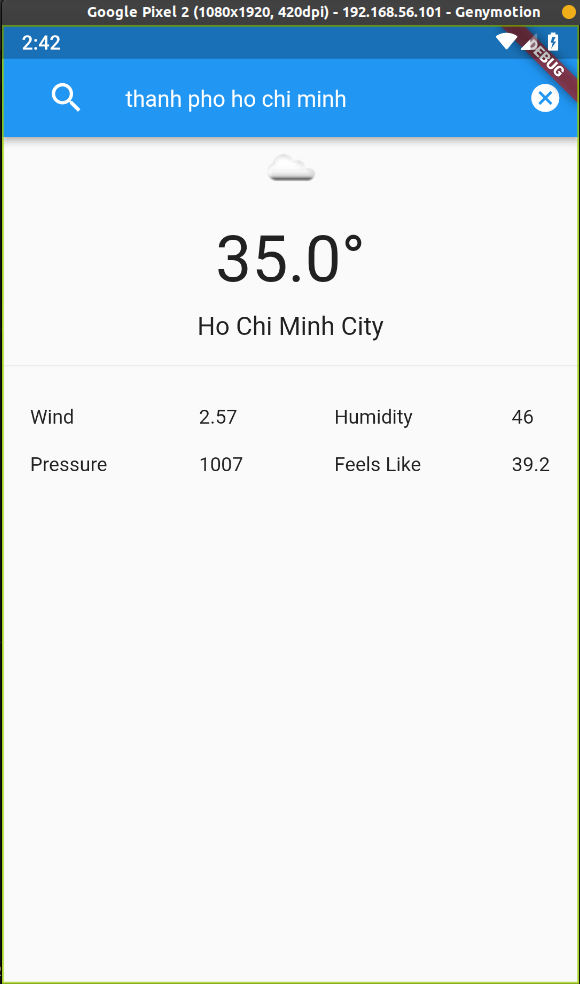 Google Pixel 2 (1080x1920, 420dpi) - 192.168.56.101 - Genymotion
2:42
DEBUG
thanh pho ho chi minh
35.0°
Ho Chi Minh City
Wind 2.57 Humidity 46
Pressure 1007 Feels Like 39.2